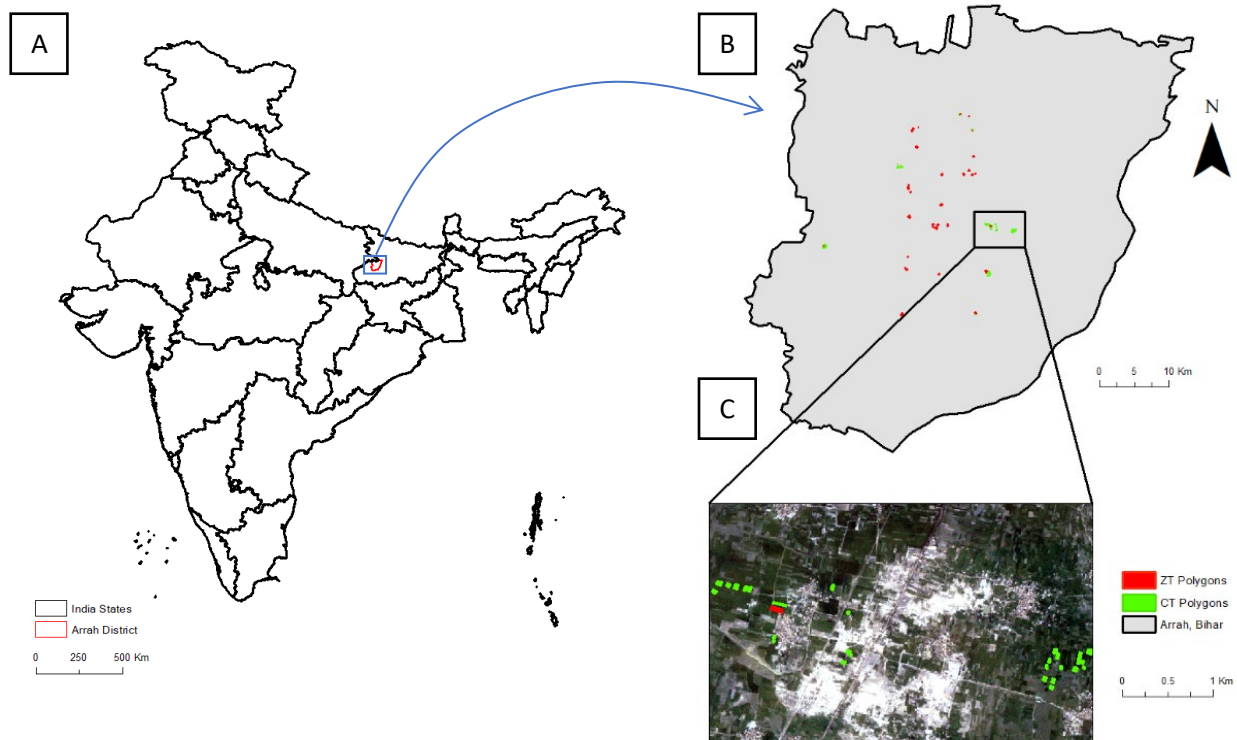 A
B
N
India States
Arrah District
0 250 500 Km
0 5 10 Km
C
ZT Polygons
CT Polygons
Arrah, Bihar
0 0.5 1 Km